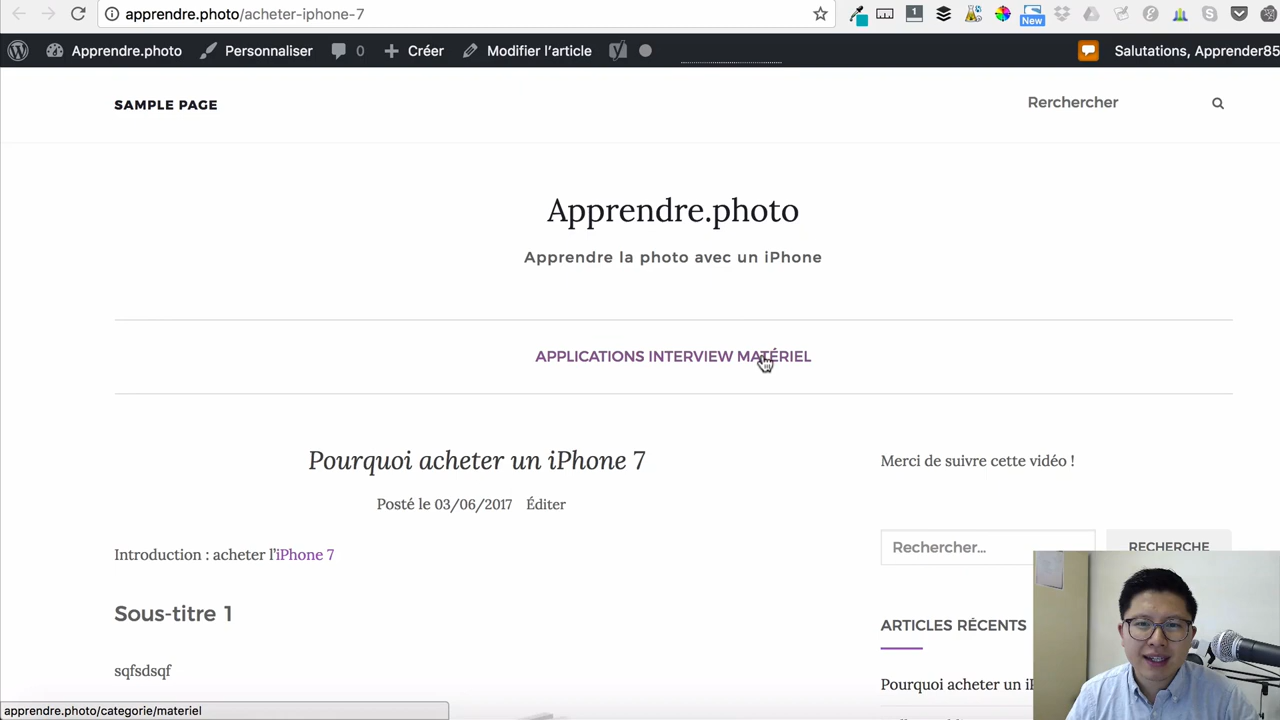 apprendre.photo/acheter-iphone-7
1
New
Apprendre.photo Personnaliser 0 Créer Modifier l'article Salutations, Apprender85
SAMPLE PAGE
Rerchercher
Apprendre.photo
Apprendre la photo avec un iPhone
APPLICATIONS INTERVIEW MATÉRIEL
Pourquoi acheter un iPhone 7
Posté le 03/06/2017 Éditer
Introduction : acheter l'iPhone 7
Sous-titre 1
sqfsdsqf
Merci de suivre cette vidéo !
Rechercher...
RECHERCHE
ARTICLES RÉCENTS
Pourquoi acheter un
apprendre.photo/categorie/materiel